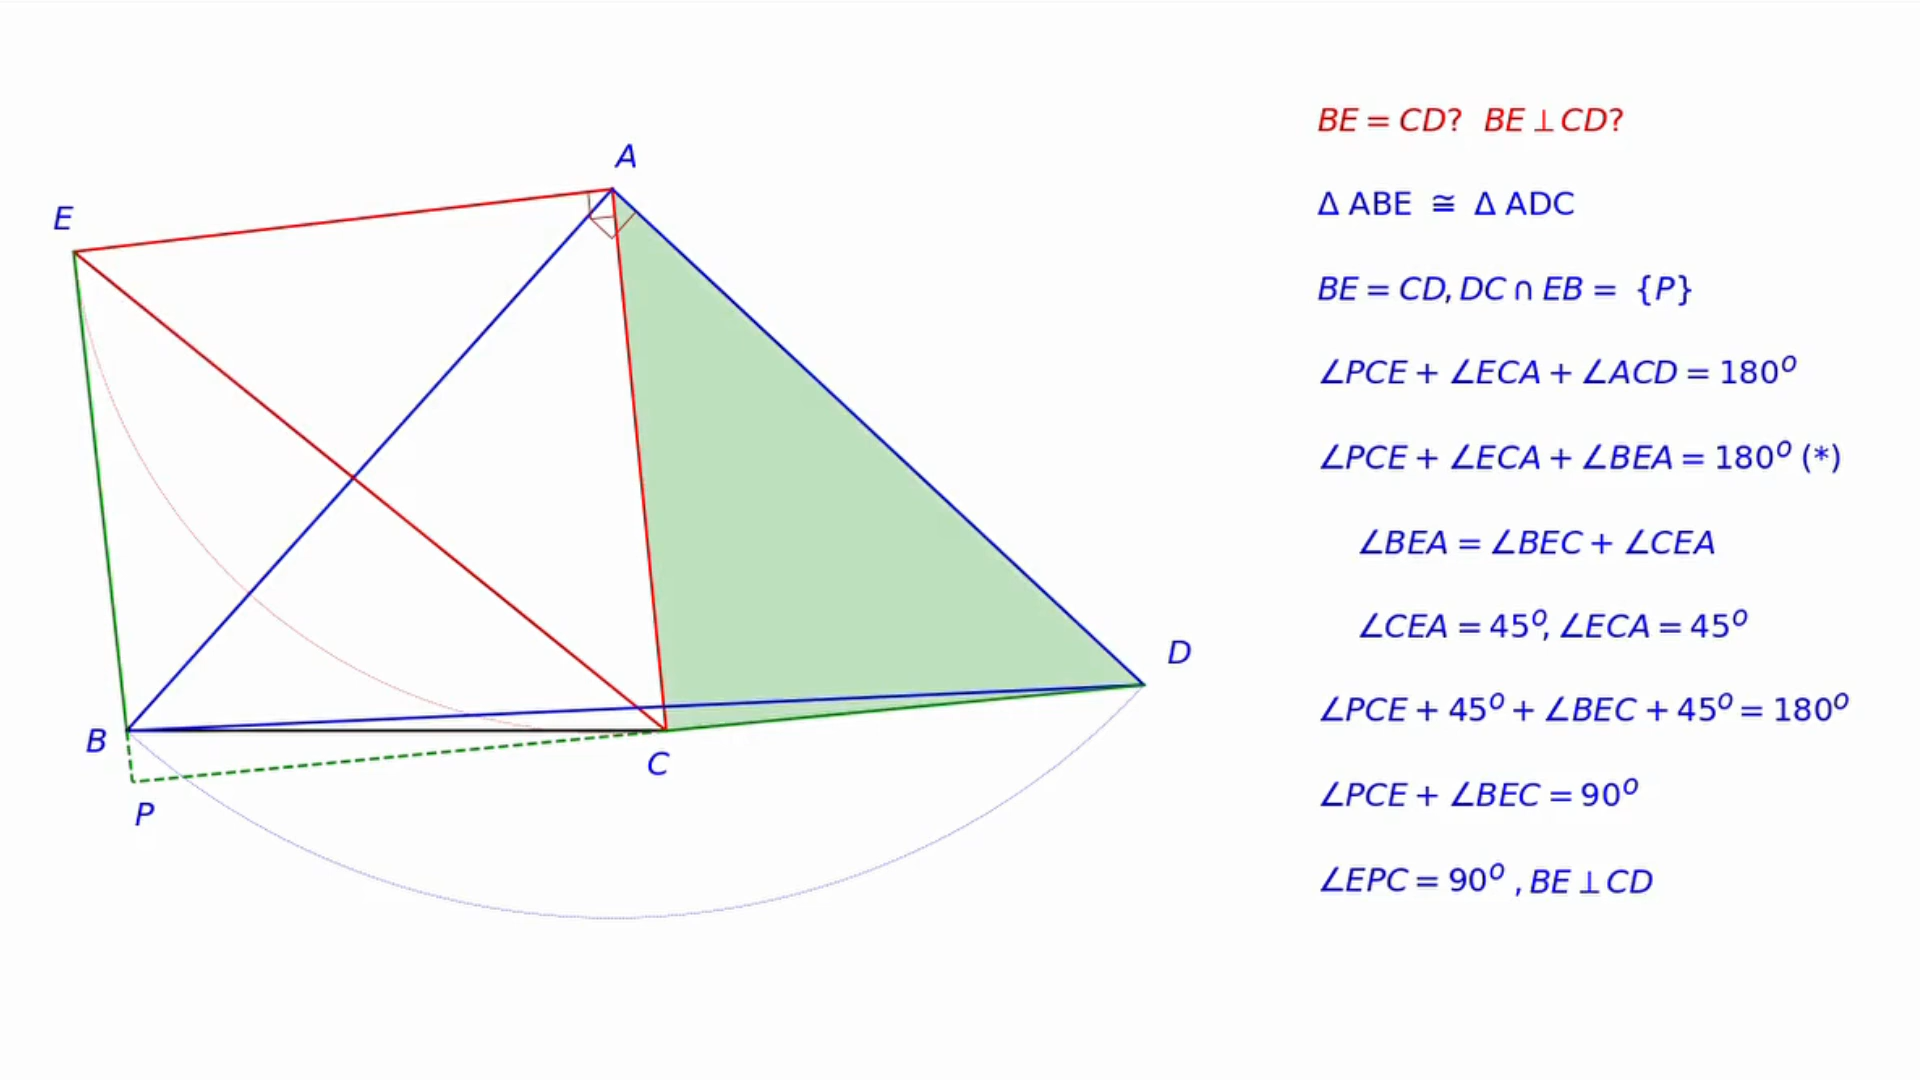 BE = CD? BE ⊥ CD?
A
Δ ABE ≅ Δ ADC
E
BE = CD, DC ∩ EB = {P}
∠PCE + ∠ECA + ∠ACD = 180⁰
∠PCE + ∠ECA + ∠BEA = 180⁰ (*)
∠BEA = ∠BEC + ∠CEA
∠CEA = 45⁰, ∠ECA = 45⁰
D
∠PCE + 45⁰ + ∠BEC + 45⁰ = 180⁰
B
C
∠PCE + ∠BEC = 90⁰
P
∠EPC = 90⁰ , BE ⊥ CD